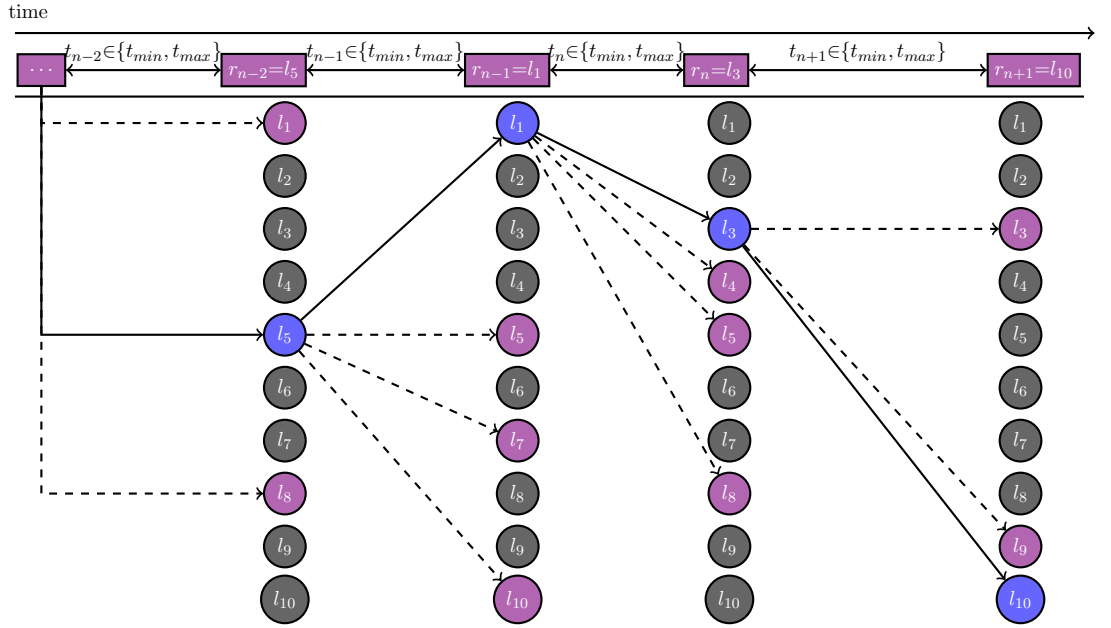 time
t_{n-2}∈{t_{min}, t_{max}} t_{n-1}∈{t_{min}, t_{max}} t_n∈{t_{min}, t_{max}} t_{n+1}∈{t_{min}, t_{max}}
⋯ r_{n-2}=l_5 r_{n-1}=l_1 r_n=l_3 r_{n+1}=l_{10}
l_1 l_1 l_1 l_1
l_2 l_2 l_2 l_2
l_3 l_3 l_3 l_3
l_4 l_4 l_4 l_4
l_5 l_5 l_5 l_5
l_6 l_6 l_6 l_6
l_7 l_7 l_7 l_7
l_8 l_8 l_8 l_8
l_9 l_9 l_9 l_9
l_{10} l_{10} l_{10} l_{10}